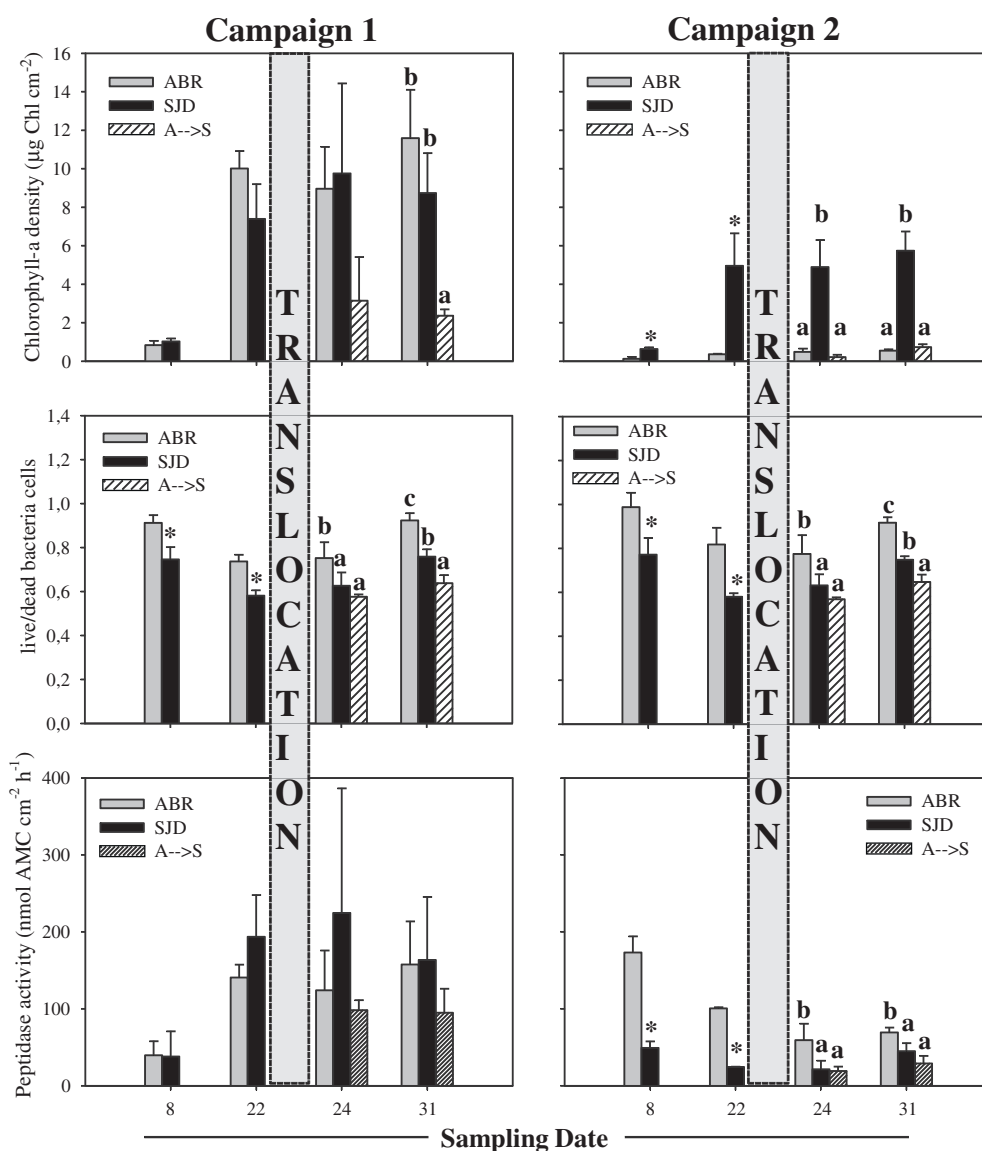 Campaign 1
Campaign 2
Chlorophyll-a density (µg Chl cm-2)
16
14
12
10
8
6
4
2
0
ABR
SJD
A-->S
b
b
a
ABR
SJD
A-->S
*
*
b
b
a
a
a
a
live/dead bacteria cells
1,4
1,2
1,0
0,8
0,6
0,4
0,2
0,0
ABR
SJD
A-->S
*
*
b
a
a
c
b
a
ABR
SJD
A-->S
*
*
b
a
a
c
b
a
Peptidase activity (nmol AMC cm-2 h-1)
400
300
200
100
0
ABR
SJD
A-->S
ABR
SJD
A-->S
*
*
b
a
a
b
a
a
TRANSLOCATION
TRANSLOCATION
8
22
24
31
8
22
24
31
Sampling Date